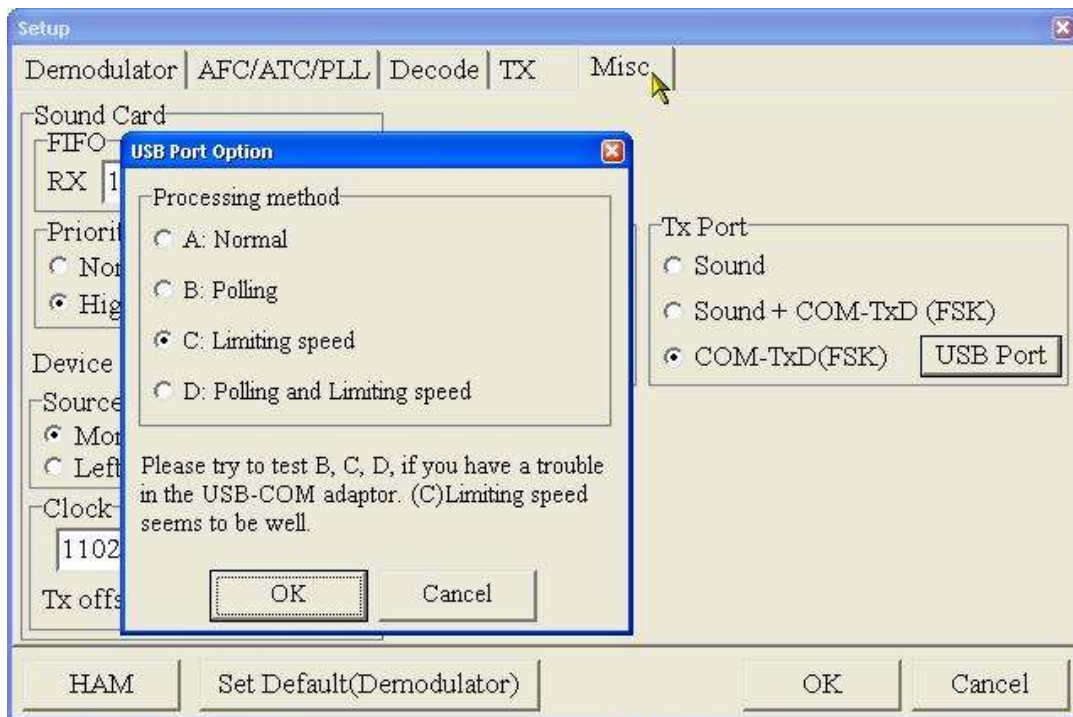 Setup
Demodulator AFC/ATC/PLL Decode TX Misc
Sound Card
FIFO
RX 1
USB Port Option
Processing method
A: Normal
B: Polling
C: Limiting speed
D: Polling and Limiting speed
Please try to test B, C, D, if you have a trouble
in the USB-COM adaptor. (C)Limiting speed
seems to be well.
OK Cancel
Device
Source
Left
Clock
1102
Tx Port
Sound
Sound + COM-TxD (FSK)
COM-TxD(FSK) USB Port
HAM Set Default(Demodulator) OK Cancel